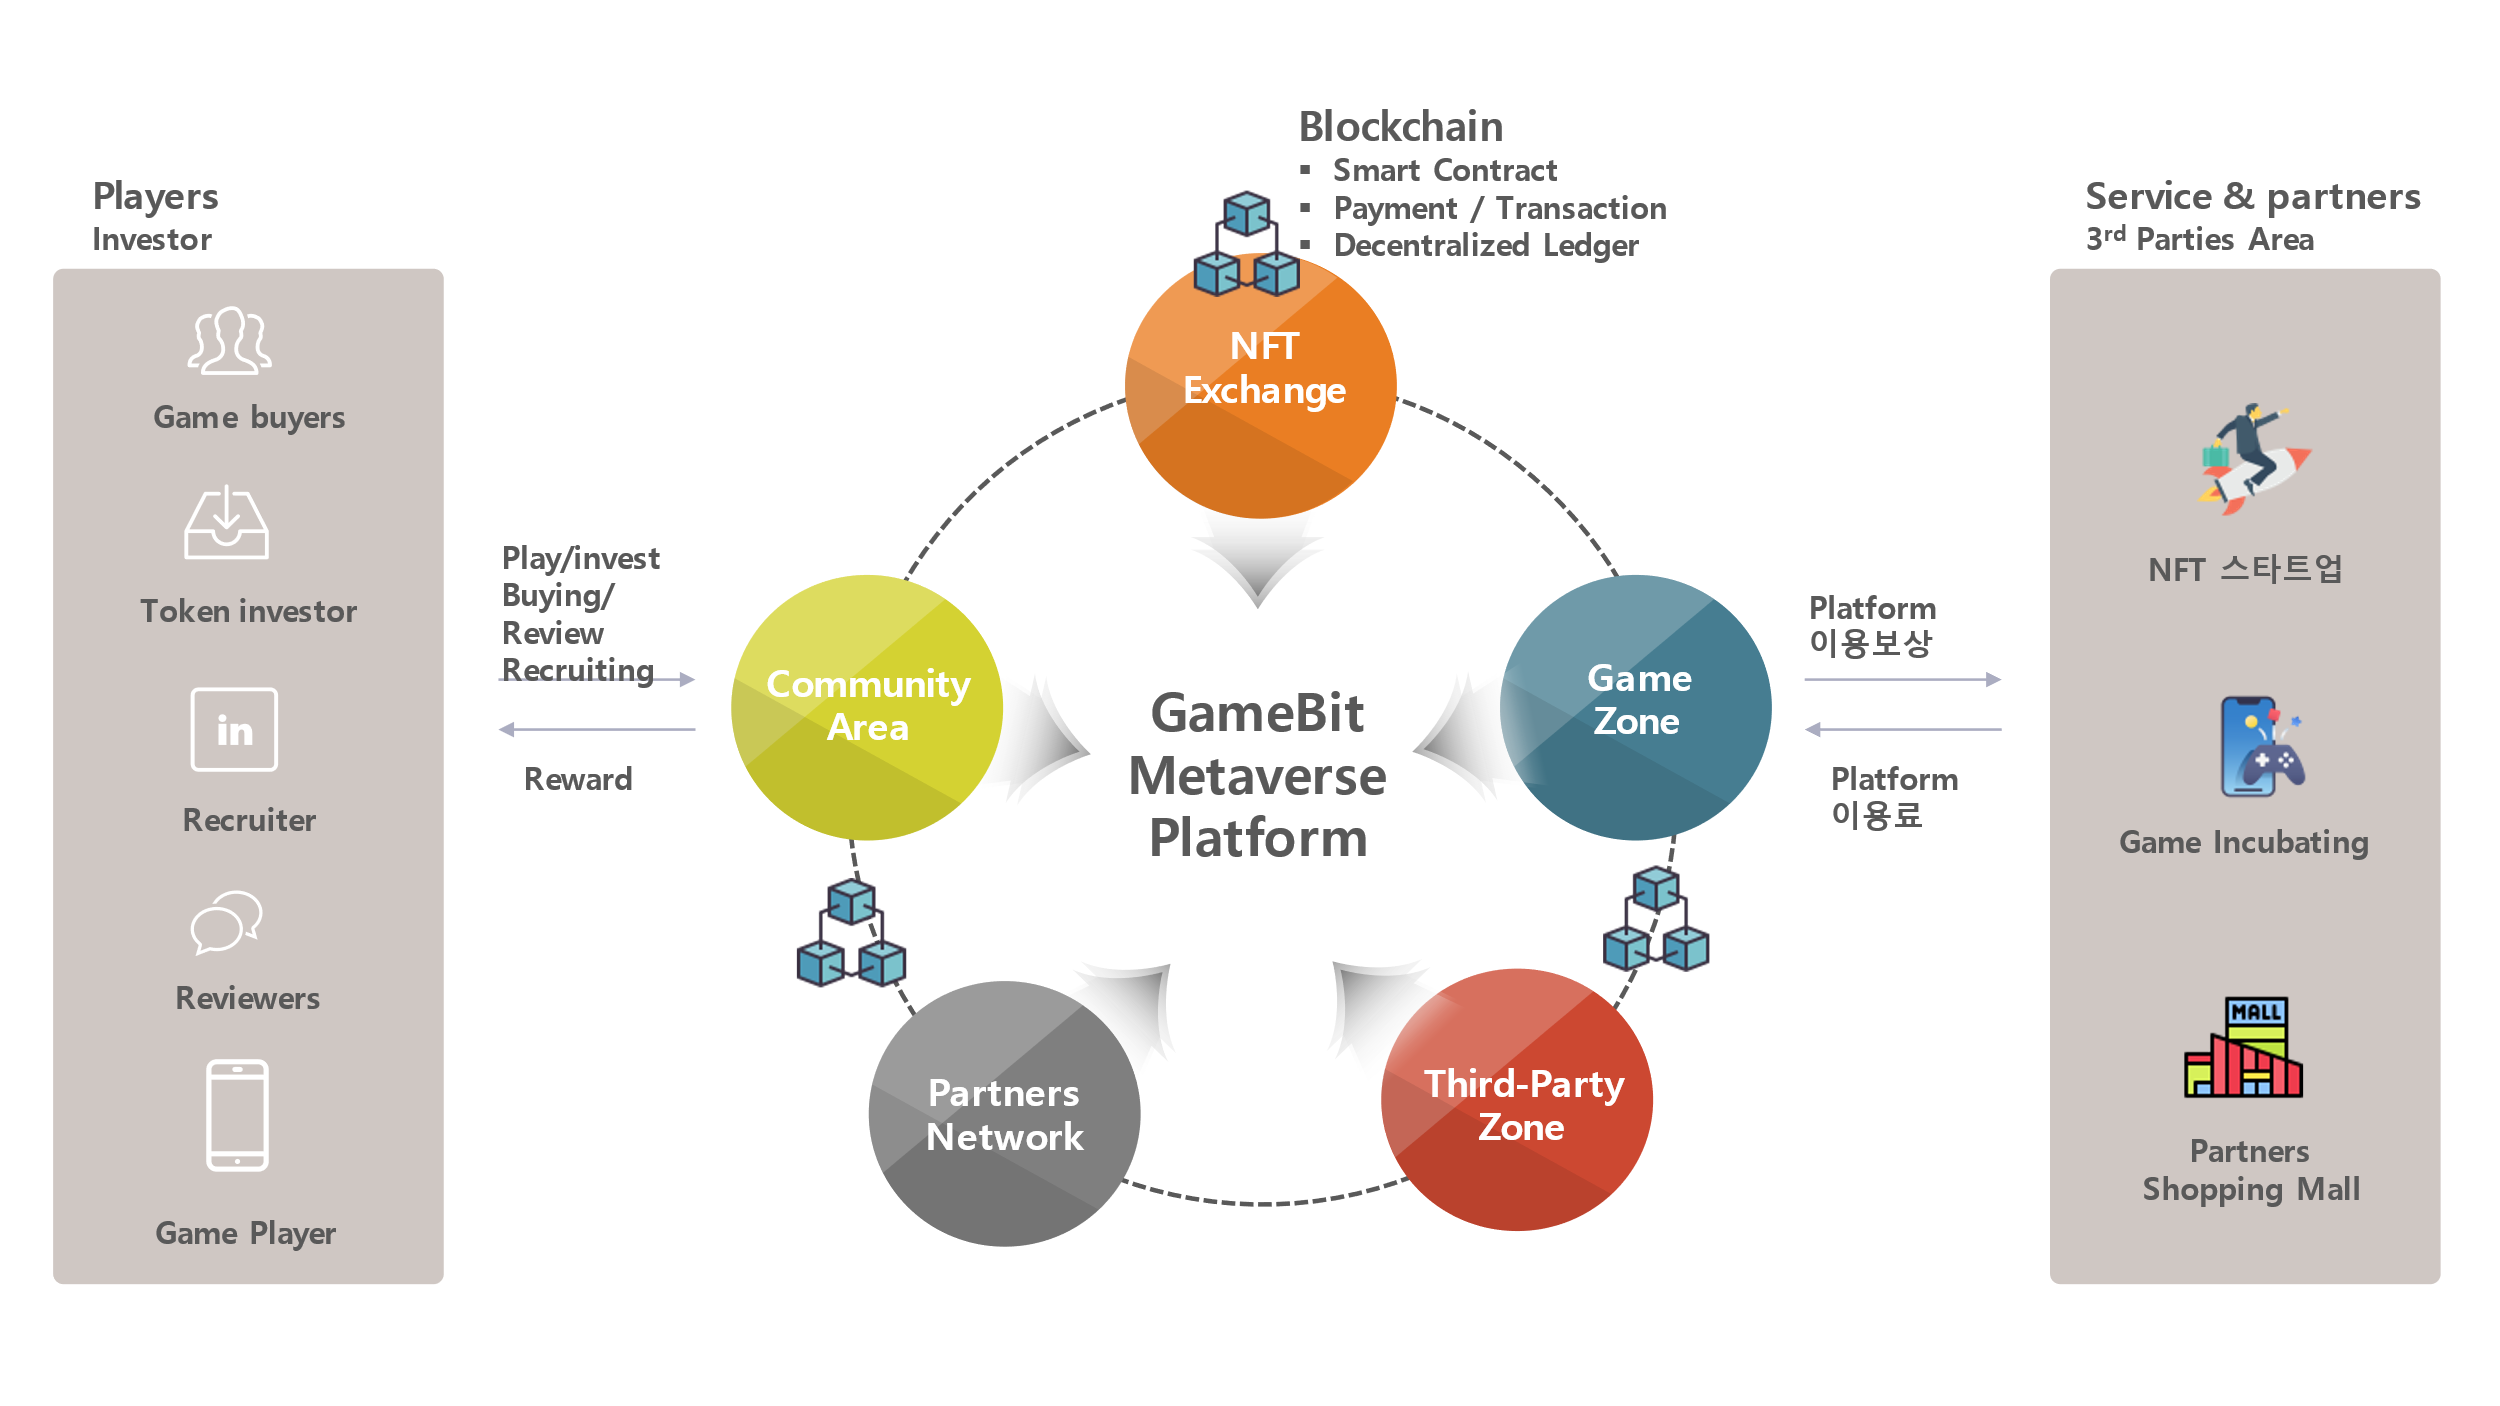 Players
Investor
Game buyers
Token investor
in
Recruiter
Reviewers
Game Player
Play/invest
Buying/
Review
Recruiting
Reward
Blockchain
▪ Smart Contract
▪ Payment / Transaction
▪ Decentralized Ledger
NFT
Exchange
Community
Area
Game
Zone
GameBit
Metaverse
Platform
Partners
Network
Third-Party
Zone
Platform
이용보상
Platform
이용료
Service & partners
3rd Parties Area
NFT 스타트업
Game Incubating
MALL
Partners
Shopping Mall